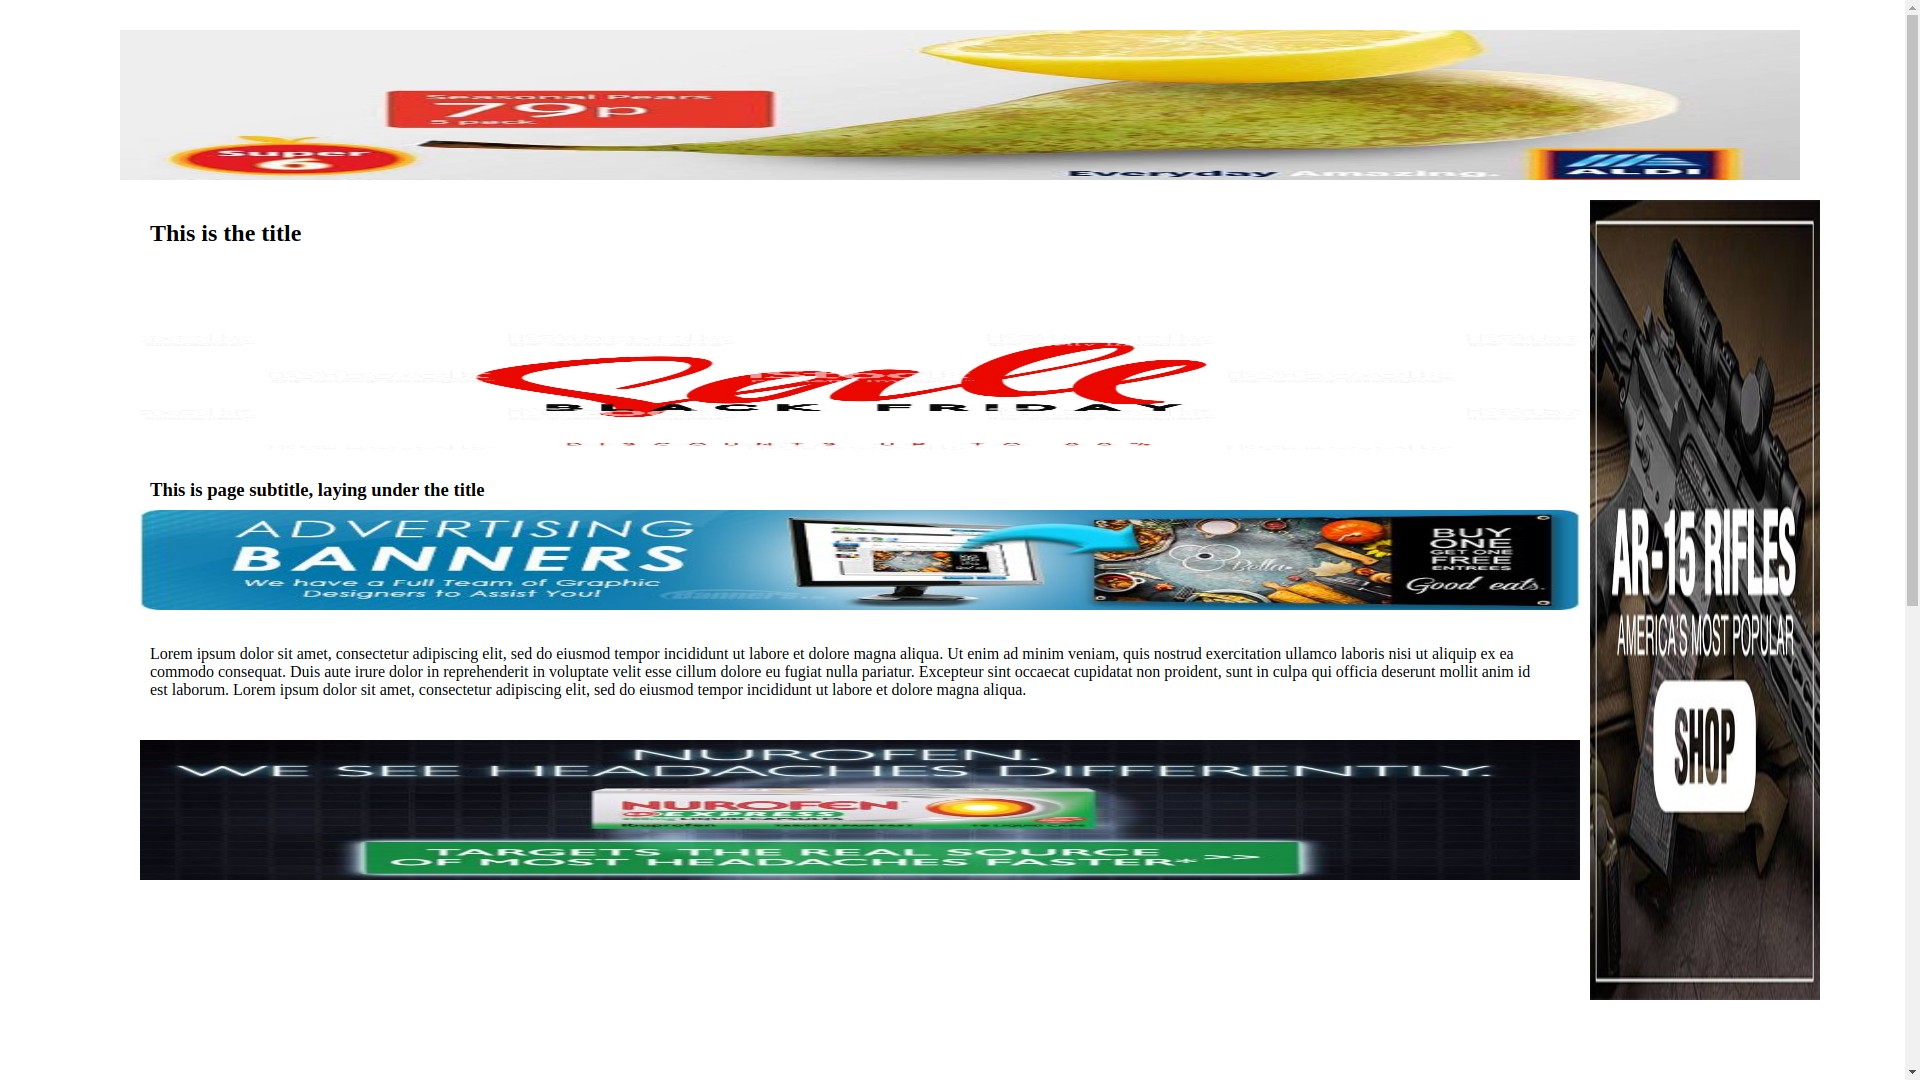 Seasonal Pears
79p
5 pack
Super
6
Everyday Amazing.
ALDI
This is the title
Sale
BLACK FRIDAY
DISCOUNTS UP TO
This is page subtitle, laying under the title
ADVERTISING
BANNERS
We have a Full Team of Graphic
Designers to Assist You!
Bella
BUY
ONE
GET ONE
FREE
ENTREES
Good eats.
Lorem ipsum dolor sit amet, consectetur adipiscing elit, sed do eiusmod tempor incididunt ut labore et dolore magna aliqua. Ut enim ad minim veniam, quis nostrud exercitation ullamco laboris nisi ut aliquip ex ea
commodo consequat. Duis aute irure dolor in reprehenderit in voluptate velit esse cillum dolore eu fugiat nulla pariatur. Excepteur sint occaecat cupidatat non proident, sunt in culpa qui officia deserunt mollit anim id
est laborum. Lorem ipsum dolor sit amet, consectetur adipiscing elit, sed do eiusmod tempor incididunt ut labore et dolore magna aliqua.
NUROFEN.
WE SEE HEADACHES DIFFERENTLY.
NUROFEN
EXPRESS
LIQUID CAPSULES
Ibuprofen
TARGETS THE REAL SOURCE
OF MOST HEADACHES FASTER* >>
AR-15 RIFLES
AMERICA'S MOST POPULAR
SHOP